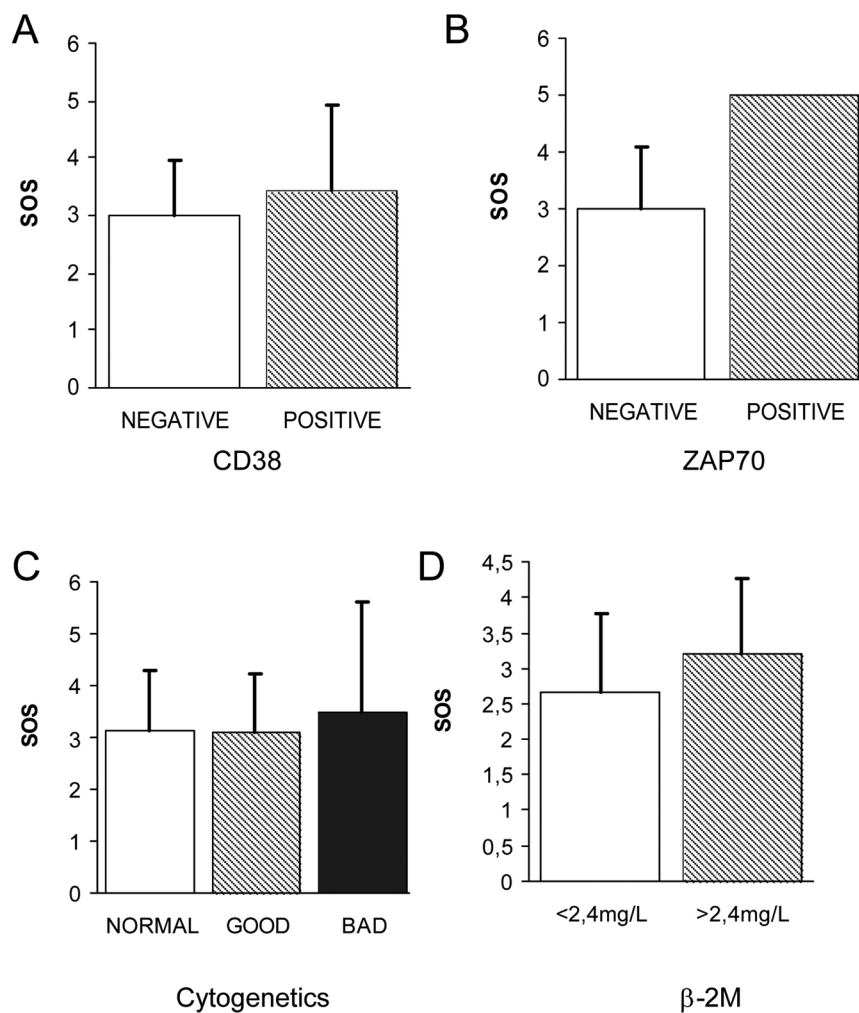 A
6
5
4
3
2
1
0
SOS
NEGATIVE POSITIVE
CD38
B
6
5
4
3
2
1
0
SOS
NEGATIVE POSITIVE
ZAP70
C
6
5
4
3
2
1
0
SOS
NORMAL GOOD BAD
Cytogenetics
D
4,5
4
3,5
3
2,5
1,5
1
0,5
0
SOS
<2,4mg/L >2,4mg/L
β-2M